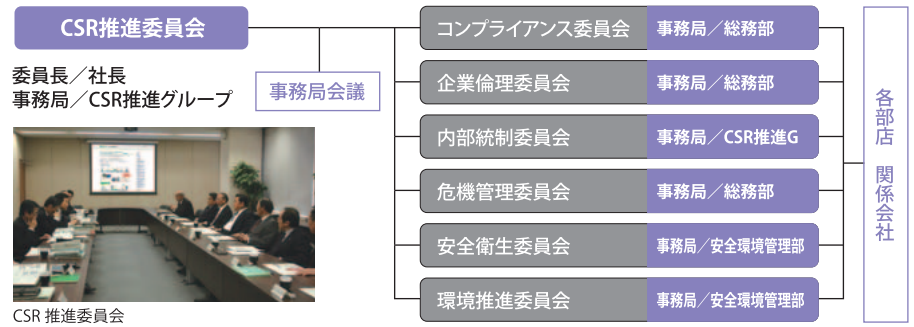 CSR推進委員会
委員長／社長
事務局／CSR推進グループ
事務局会議
コンプライアンス委員会 事務局／総務部
企業倫理委員会 事務局／総務部
内部統制委員会 事務局／CSR推進G
危機管理委員会 事務局／総務部
安全衛生委員会 事務局／安全環境管理部
環境推進委員会 事務局／安全環境管理部
各部店 関係会社
CSR 推進委員会